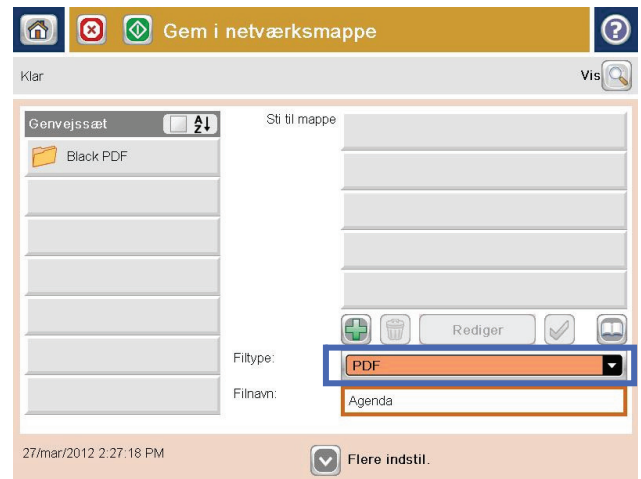 Gem i netværksmappe
Klar
Vis
Genvejssæt
Sti til mappe
Black PDF
Rediger
Filtype:
PDF
Filnavn:
Agenda
27/mar/2012 2:27:18 PM
Flere indstil.